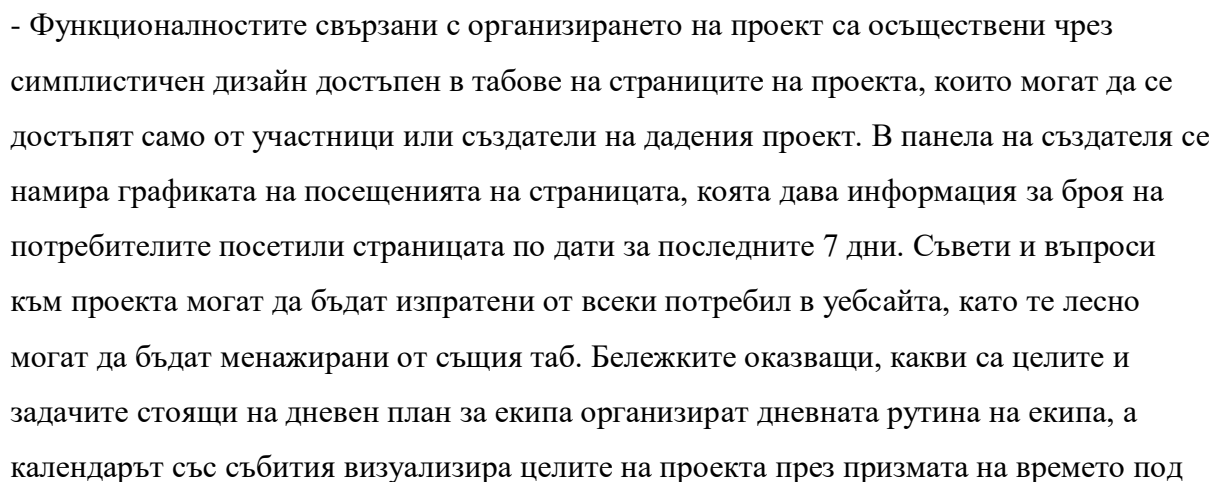 - Функционалностите свързани с организирането на проект са осъществени чрез
симплистичен дизайн достъпен в табове на страниците на проекта, които могат да се
достъпят само от участници или създатели на дадения проект. В панела на създателя се
намира графиката на посещенията на страницата, която дава информация за броя на
потребителите посетили страницата по дати за последните 7 дни. Съвети и въпроси
към проекта могат да бъдат изпратени от всеки потребил в уебсайта, като те лесно
могат да бъдат менажирани от същия таб. Бележките оказващи, какви са целите и
задачите стоящи на дневен план за екипа организират дневната рутина на екипа, а
календарът със събития визуализира целите на проекта през призмата на времето под